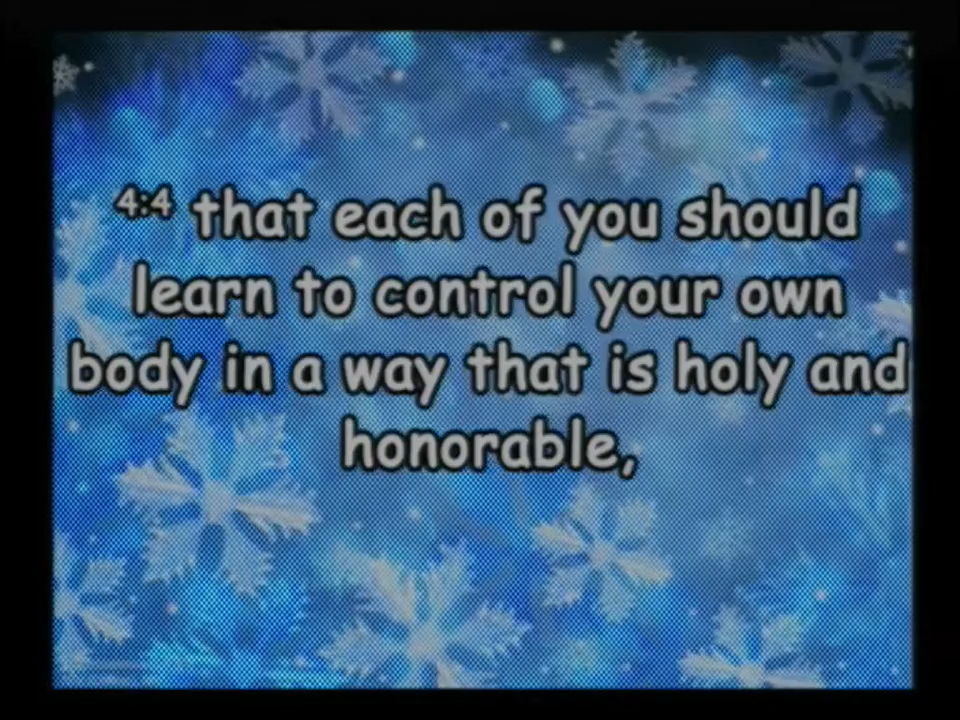 4:4 that each of you should
learn to control your own
body in a way that is holy and
honorable,